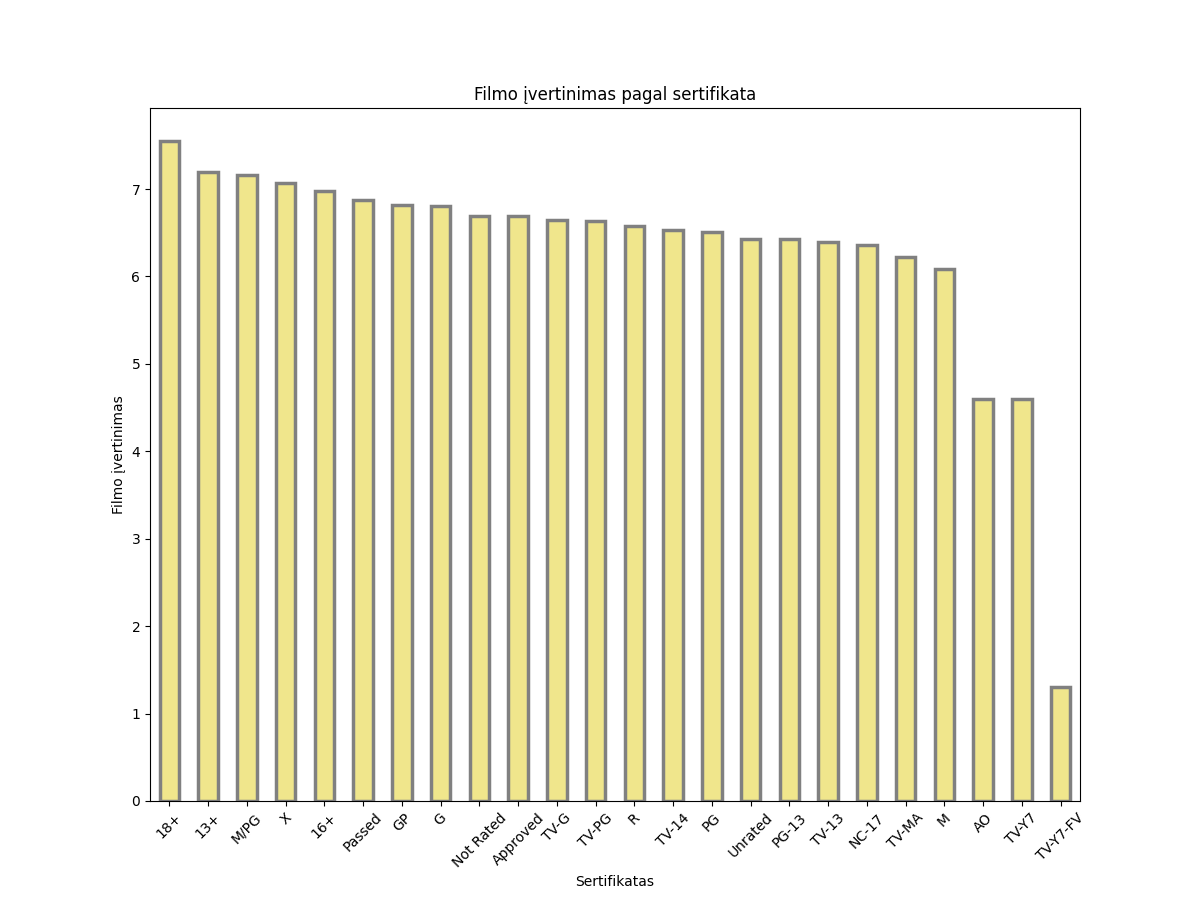 Filmo įvertinimas pagal sertifikata
Filmo įvertinimas
7
6
5
4
3
2
1
0
18+
13+
M/PG
X
16+
Passed
GP
G
Not Rated
Approved
TV-G
TV-PG
R
TV-14
PG
Unrated
PG-13
TV-13
NC-17
TV-MA
M
AO
TV-Y7
TV-Y7-FV
Sertifikatas